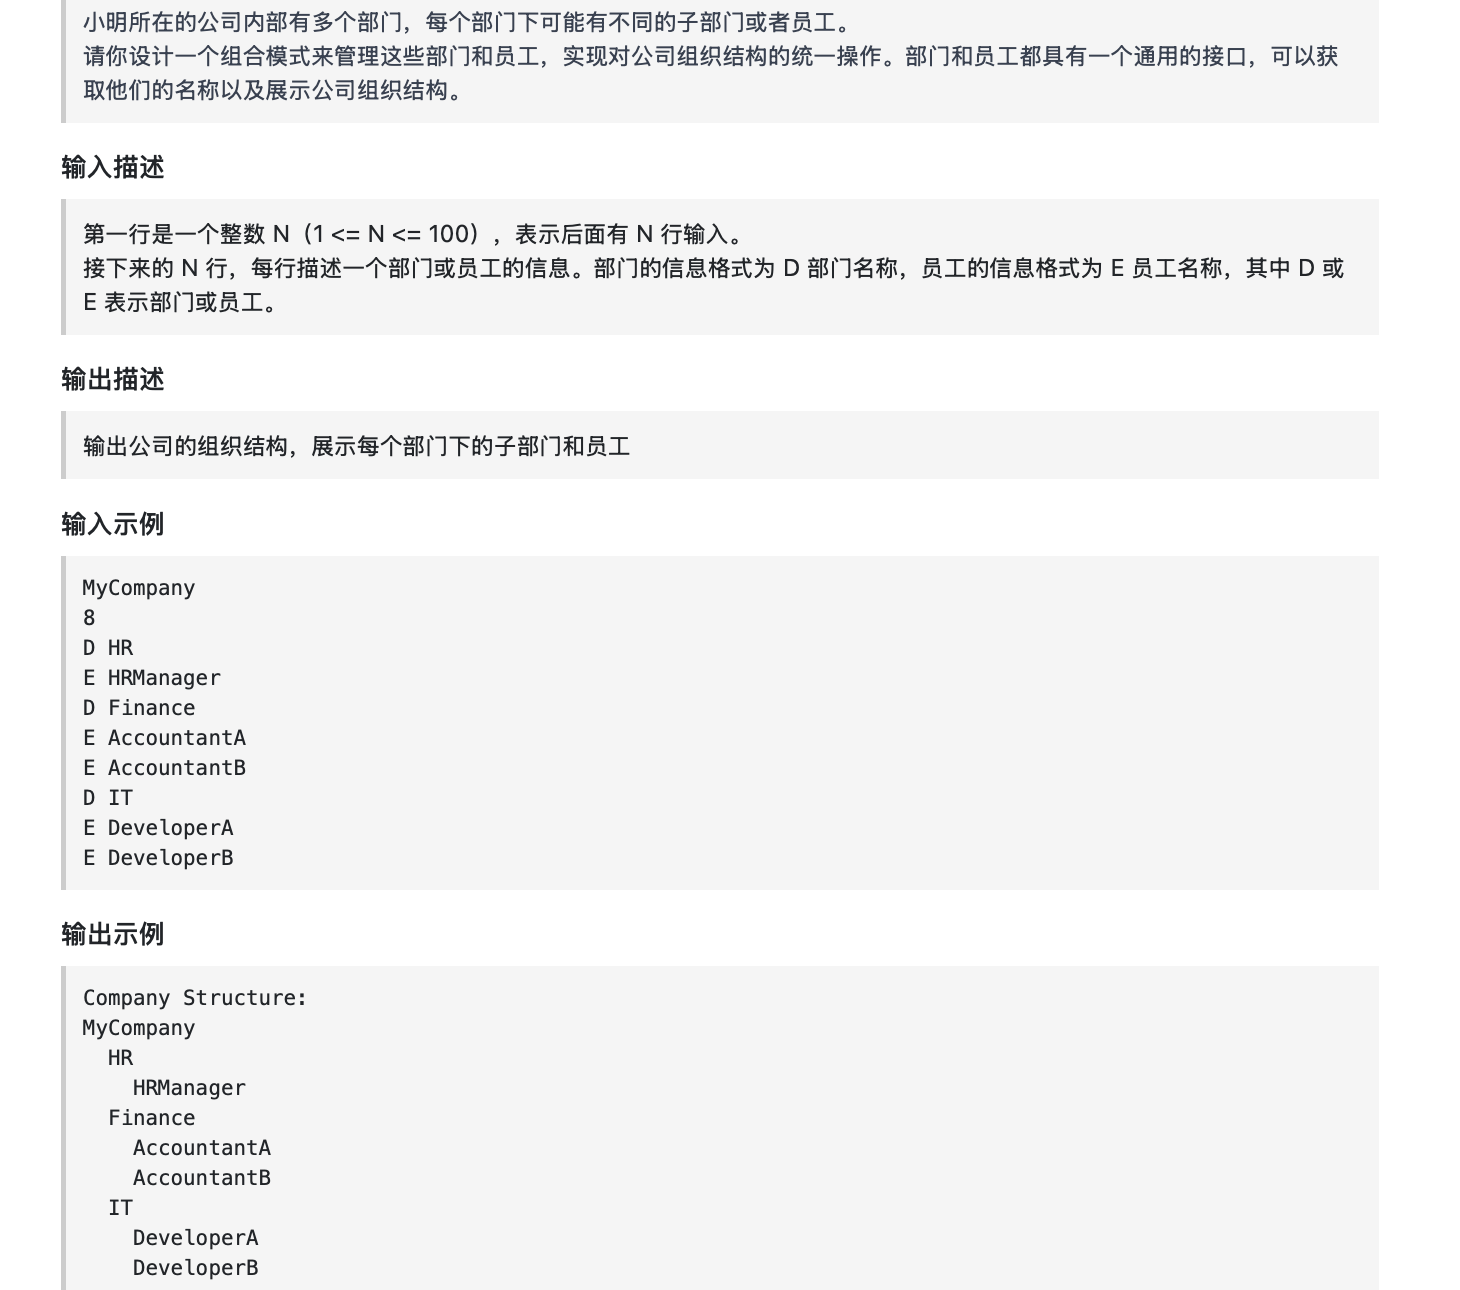 小明所在的公司内部有多个部门，每个部门下可能有不同的子部门或者员工。
请你设计一个组合模式来管理这些部门和员工，实现对公司组织结构的统一操作。部门和员工都具有一个通用的接口，可以获
取他们的名称以及展示公司组织结构。
输入描述
第一行是一个整数 N（1 <= N <= 100），表示后面有 N 行输入。
接下来的 N 行，每行描述一个部门或员工的信息。部门的信息格式为 D 部门名称，员工的信息格式为 E 员工名称，其中 D 或
E 表示部门或员工。
输出描述
输出公司的组织结构，展示每个部门下的子部门和员工
输入示例
MyCompany
8
D HR
E HRManager
D Finance
E AccountantA
E AccountantB
D IT
E DeveloperA
E DeveloperB
输出示例
Company Structure:
MyCompany
  HR
    HRManager
  Finance
    AccountantA
    AccountantB
  IT
    DeveloperA
    DeveloperB